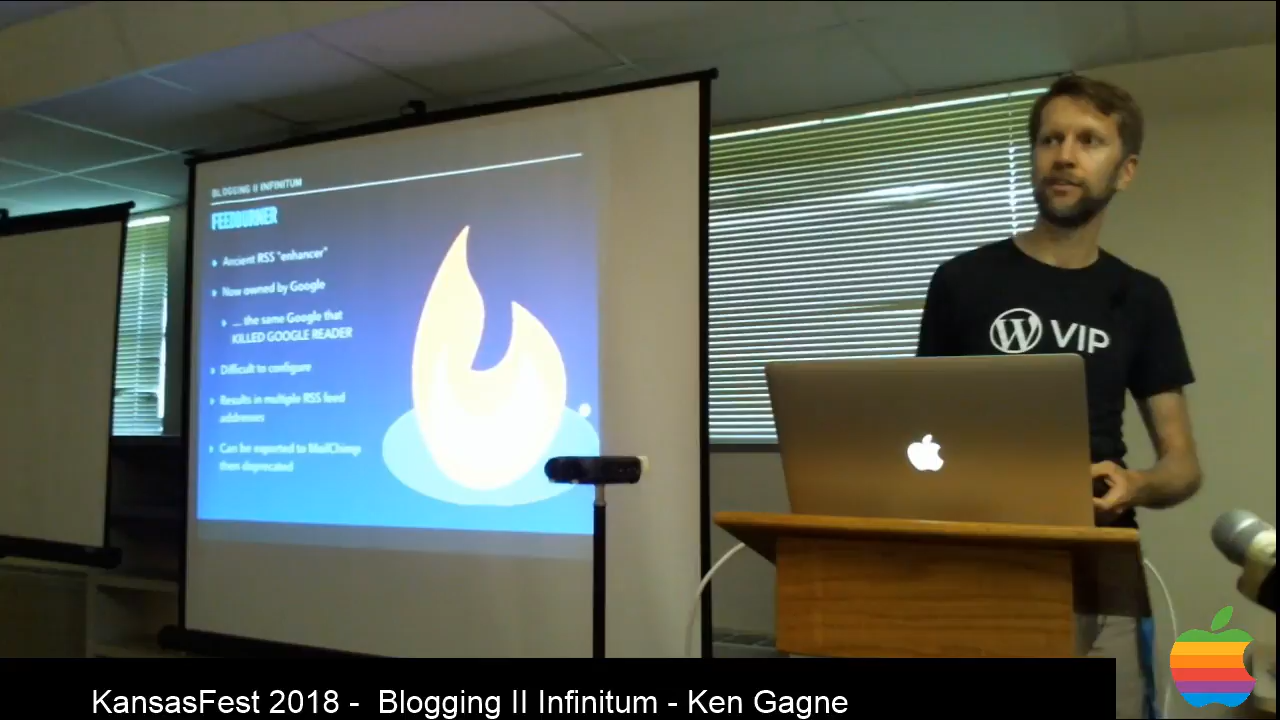 BLOGGING II INFINITUM
FEEDBURNER
Ancient RSS "enhancer"
Now owned by Google
... the same Google that
KILLED GOOGLE READER
Difficult to configure
Results in multiple RSS feed
addresses
Can be exported to MailChimp
then deprecated
W VIP
KansasFest 2018 - Blogging II Infinitum - Ken Gagne